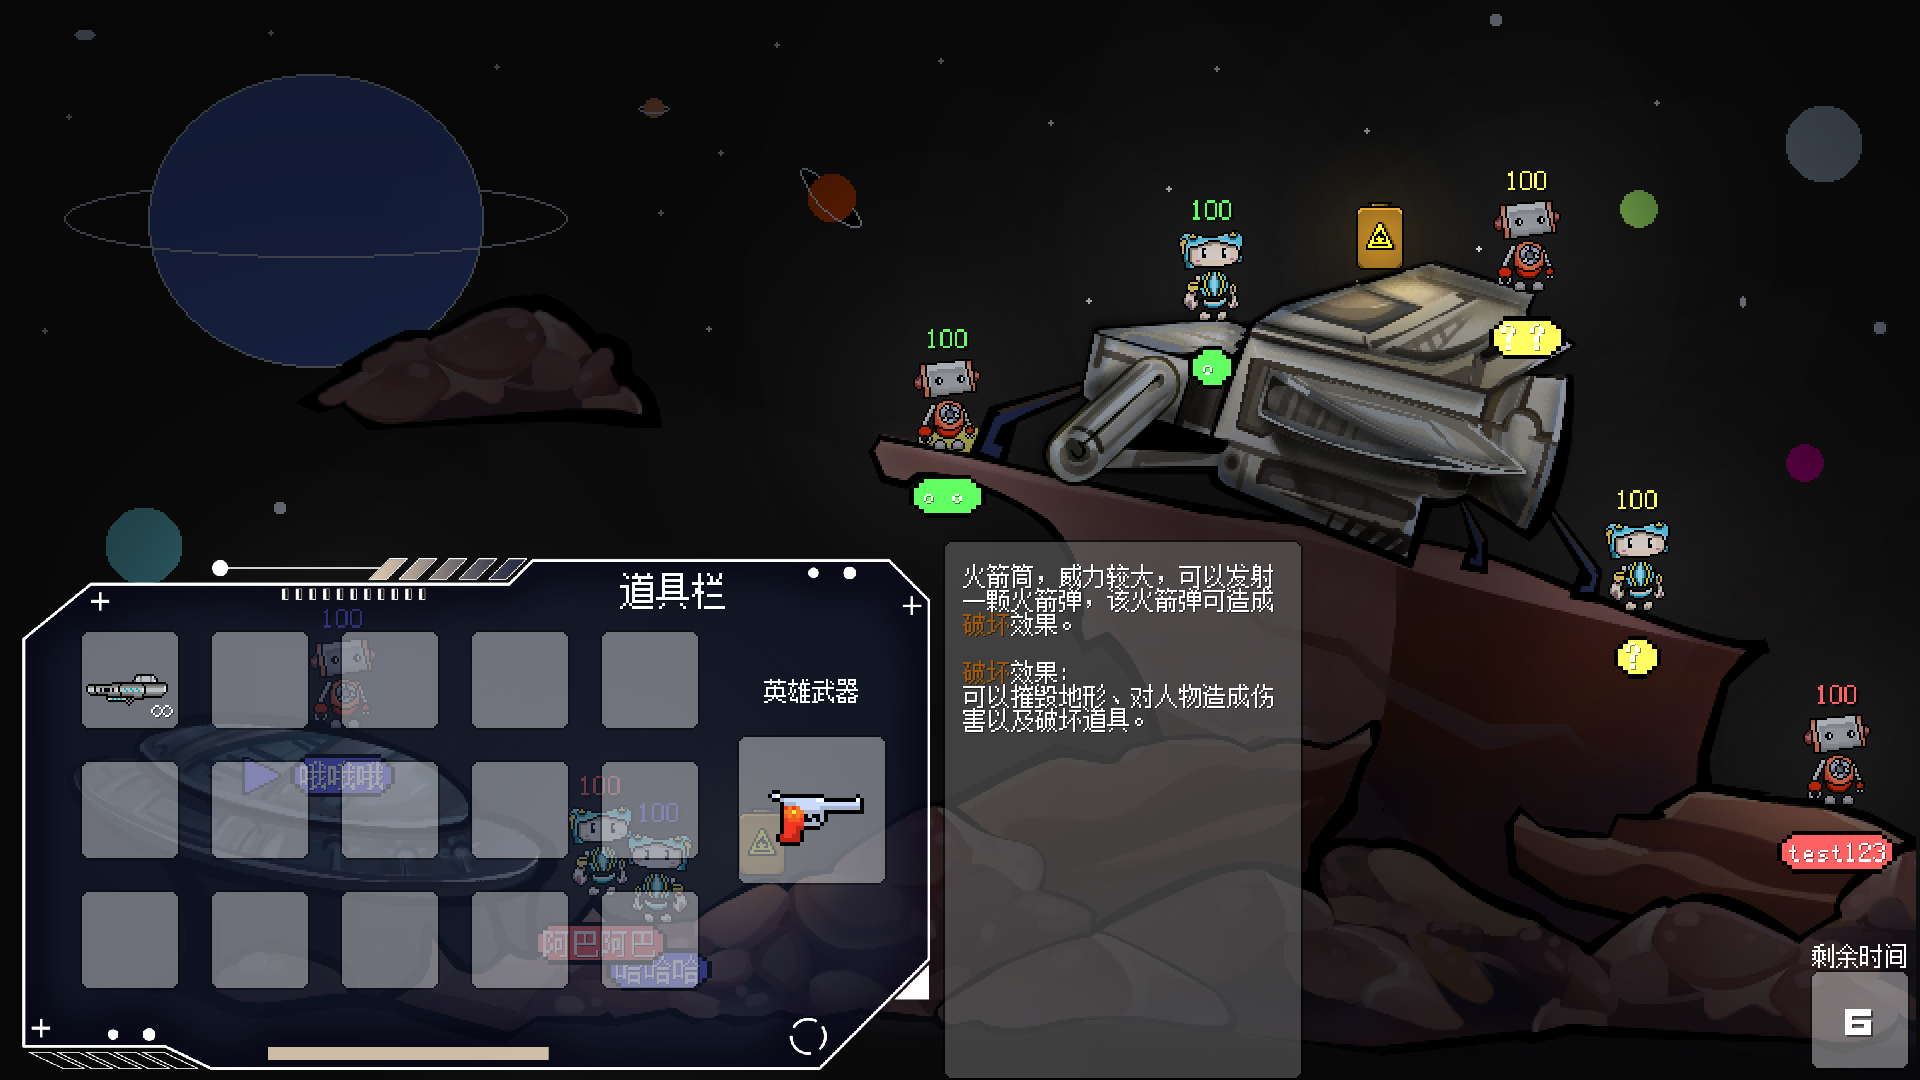 100
100
100
? ?
100
100
?
100
test123
道具栏
100
∞
哦哦哦
100
100
阿巴阿巴
哈哈哈
英雄武器
火箭筒，威力较大，可以发射
一颗火箭弹，该火箭弹可造成
破坏效果。
破坏效果：
可以摧毁地形、对人物造成伤
害以及破坏道具。
剩余时间
6